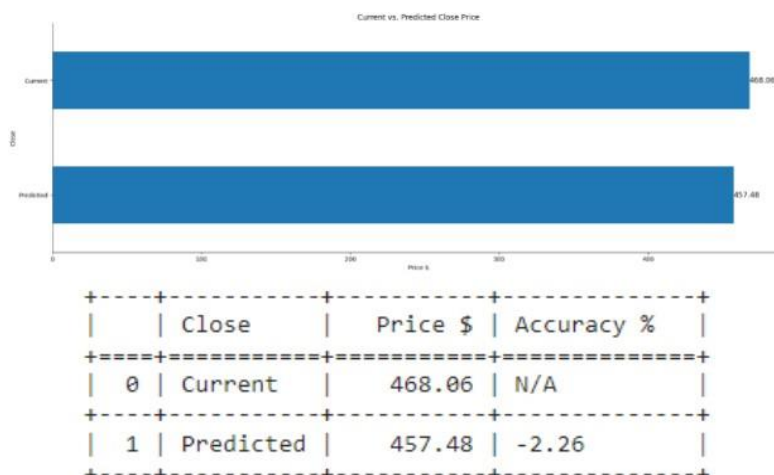 Current vs. Predicted Close Price
Current
468.06
Close
Predicted
457.48
0 100 200 300 400
Price $
+----+-----------+-----------+--------------+
|    | Close     |   Price $ | Accuracy %   |
+====+===========+===========+==============+
|  0 | Current   |    468.06 | N/A          |
+----+-----------+-----------+--------------+
|  1 | Predicted |    457.48 | -2.26        |
+----+-----------+-----------+--------------+